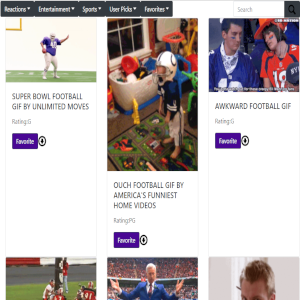 Reactions Entertainment Sports User Picks Favorites Search
SUPER BOWL FOOTBALL
GIF BY UNLIMITED MOVES
Rating:G
Favorite
OUCH FOOTBALL GIF BY
AMERICA'S FUNNIEST
HOME VIDEOS
Rating:PG
Favorite
AWKWARD FOOTBALL GIF
Rating:G
Favorite